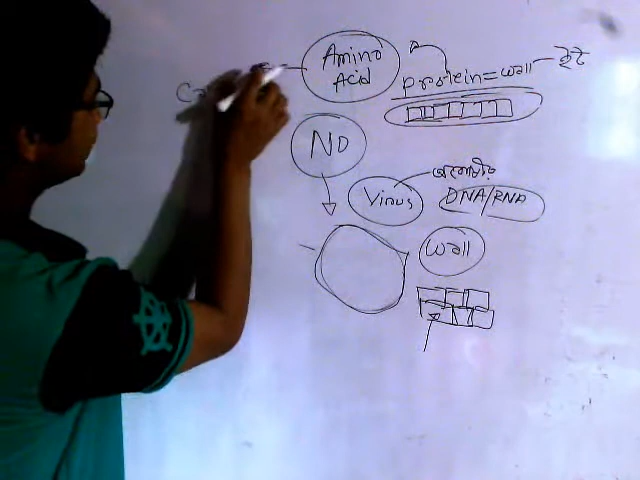 Amino
Acid
Protein = wall
ND
Virus
DNA/RNA
wall